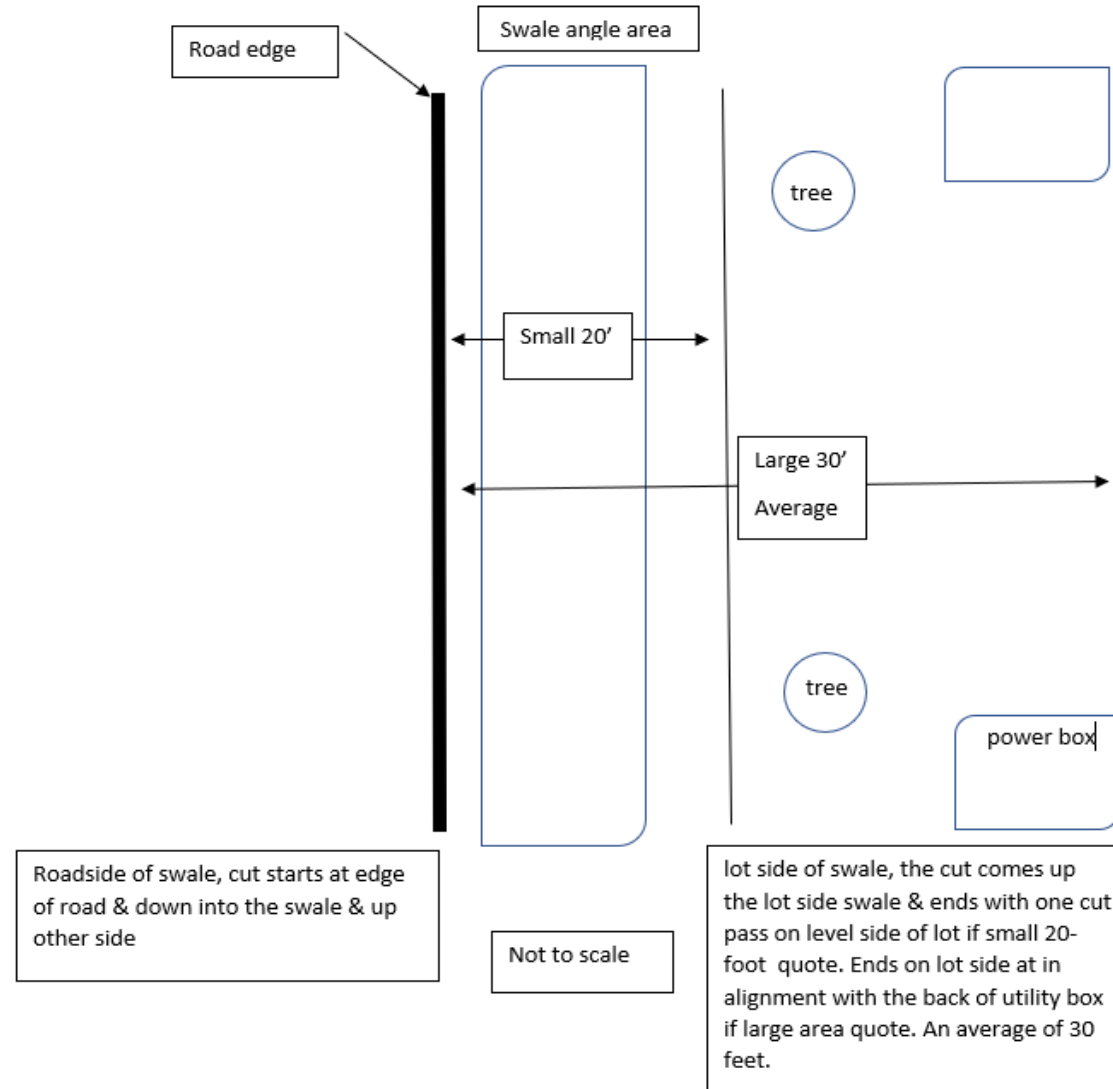 Swale angle area
Road edge
tree
Small 20’
Large 30’
Average
tree
power box
Roadside of swale, cut starts at edge
of road & down into the swale & up
other side
Not to scale
lot side of swale, the cut comes up
the lot side swale & ends with one cut
pass on level side of lot if small 20-
foot  quote. Ends on lot side at in
alignment with the back of utility box
if large area quote. An average of 30
feet.